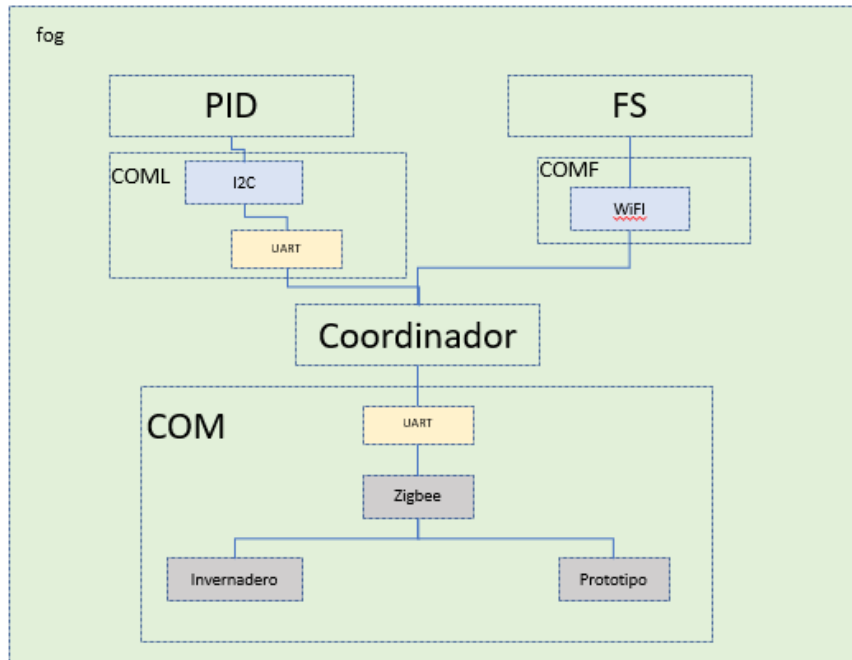 fog
PID
FS
COML
I2C
COMF
WiFI
UART
Coordinador
COM
UART
Zigbee
Invernadero
Prototipo